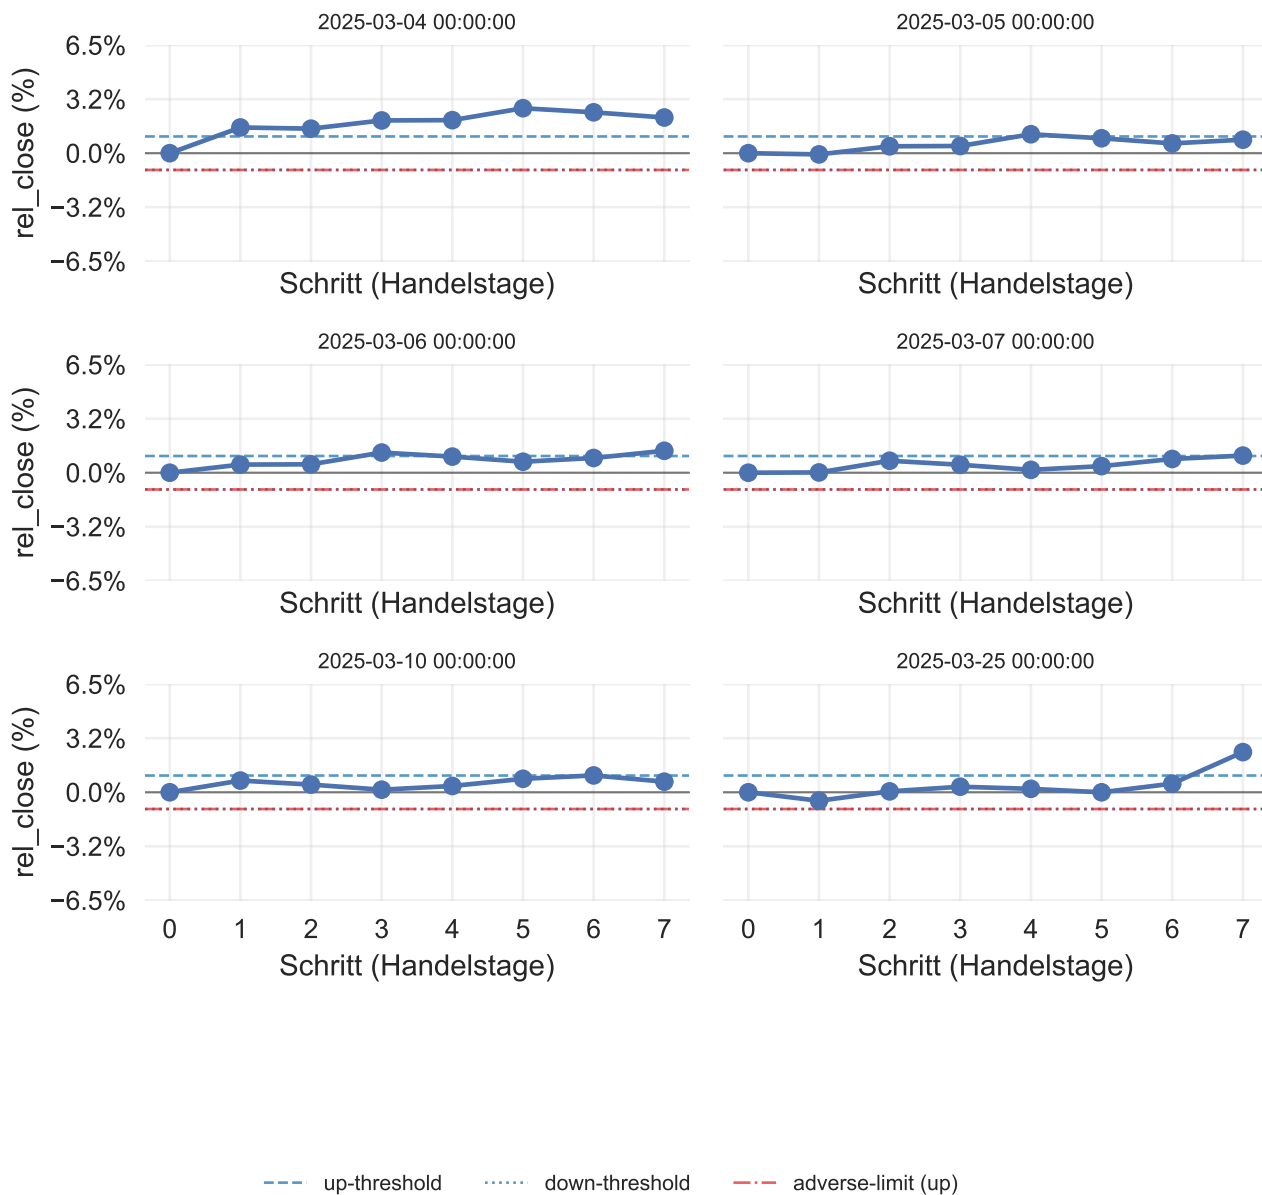 2025-03-04 00:00:00
2025-03-05 00:00:00
6.5%
3.2%
0.0%
−3.2%
−6.5%
rel_close (%)
Schritt (Handelstage)
Schritt (Handelstage)
2025-03-06 00:00:00
2025-03-07 00:00:00
6.5%
3.2%
0.0%
−3.2%
−6.5%
rel_close (%)
Schritt (Handelstage)
Schritt (Handelstage)
2025-03-10 00:00:00
2025-03-25 00:00:00
6.5%
3.2%
0.0%
−3.2%
−6.5%
rel_close (%)
0 1 2 3 4 5 6 7
0 1 2 3 4 5 6 7
Schritt (Handelstage)
Schritt (Handelstage)
up-threshold down-threshold adverse-limit (up)